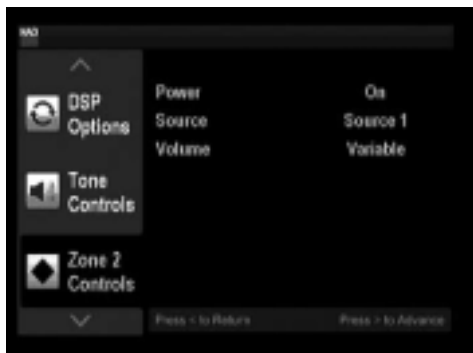 NAD
DSP
Options
Tone
Controls
Zone 2
Controls
Power On
Source Source 1
Volume Variable
Press < to Return Press > to Advance